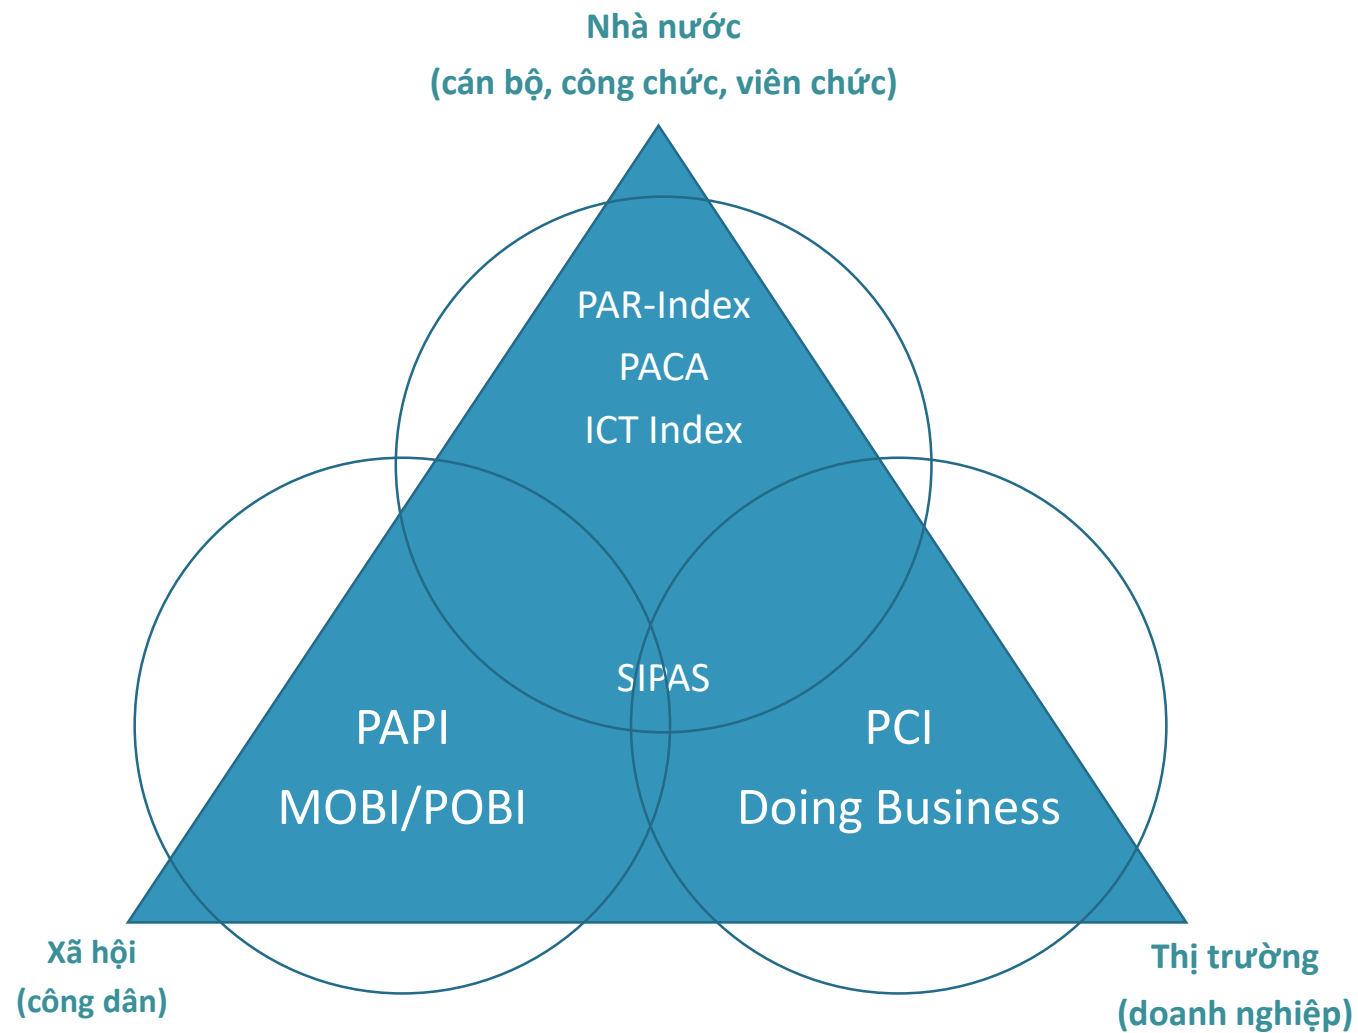 Nhà nước
(cán bộ, công chức, viên chức)
PAR-Index
PACA
ICT Index
SIPAS
PAPI
MOBI/POBI
PCI
Doing Business
Xã hội
(công dân)
Thị trường
(doanh nghiệp)